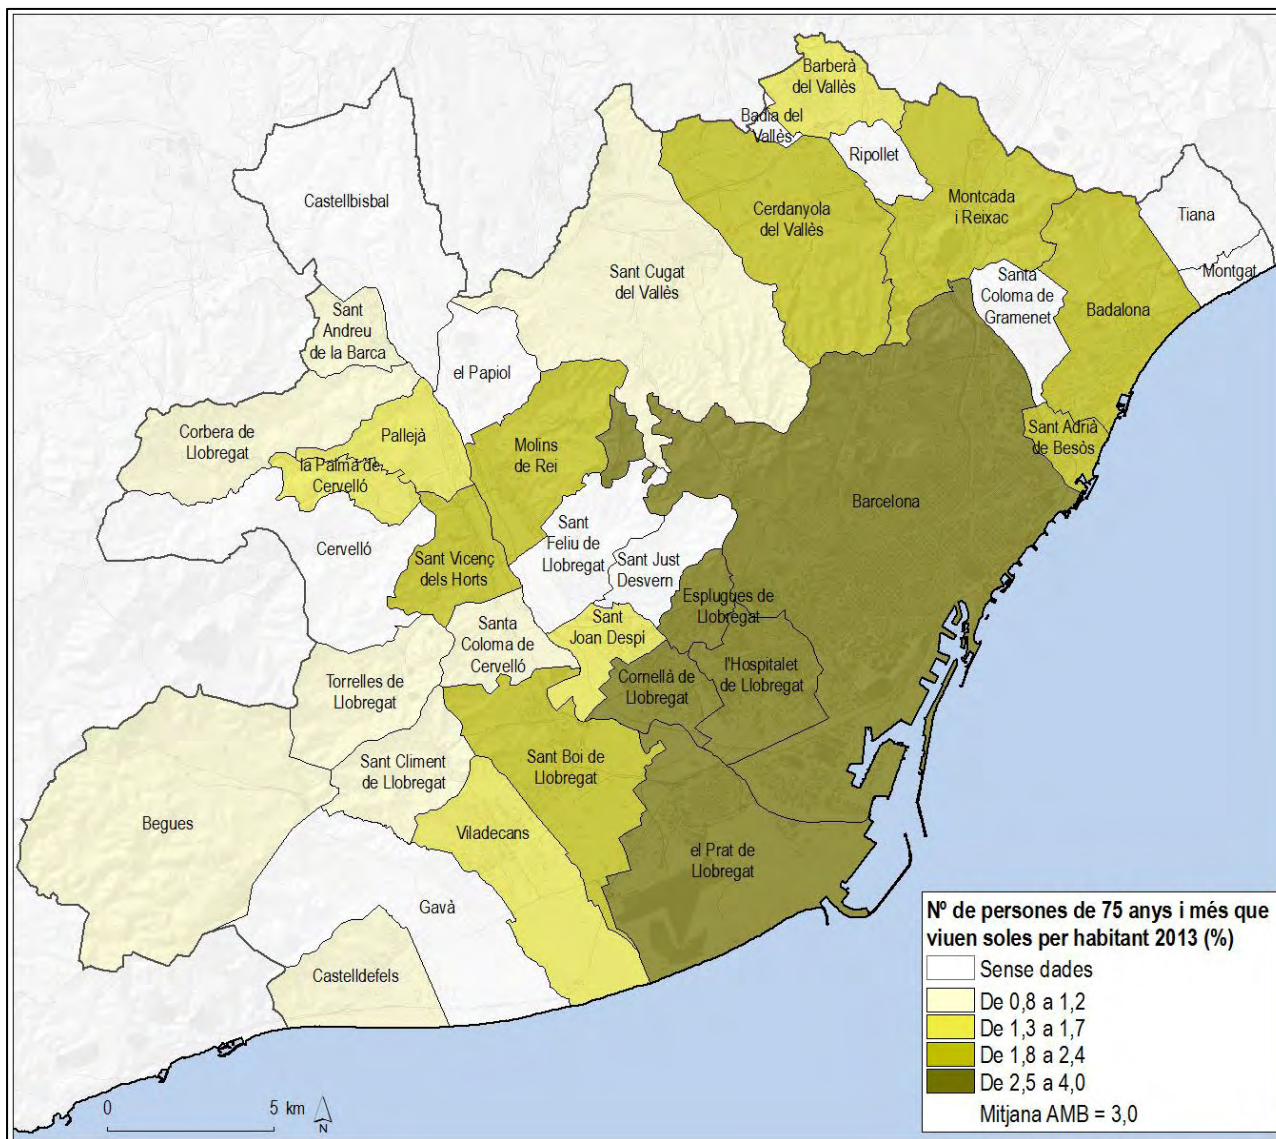 Barberà
del Vallès
Badia del
Vallès
Ripollet
Castellbisbal
Cerdanyola
del Vallès
Montcada
i Reixac
Tiana
Montgat
Sant Cugat
del Vallès
Santa
Coloma de
Gramenet
Badalona
Sant
Andreu
de la Barca
el Papiol
Corbera de
Llobregat
Pallejà
Molins
de Rei
Sant Adrià
de Besòs
la Palma de
Cervelló
Barcelona
Cervelló
Sant Vicenç
dels Horts
Sant
Feliu de
Llobregat
Sant Just
Desvern
Esplugues de
Llobregat
Santa
Coloma de
Cervelló
Sant
Joan Despi
Torrelles de
Llobregat
Cornellà de
Llobregat
l'Hospitalet
de Llobregat
Sant Climent
de Llobregat
Sant Boi de
Llobregat
Begues
Viladecans
el Prat de
Llobregat
Gavà
Castelldefels
Nº de persones de 75 anys i més que
viuen soles per habitant 2013 (%)
Sense dades
De 0,8 a 1,2
De 1,3 a 1,7
De 1,8 a 2,4
De 2,5 a 4,0
Mitjana AMB = 3,0
0 5 km
N